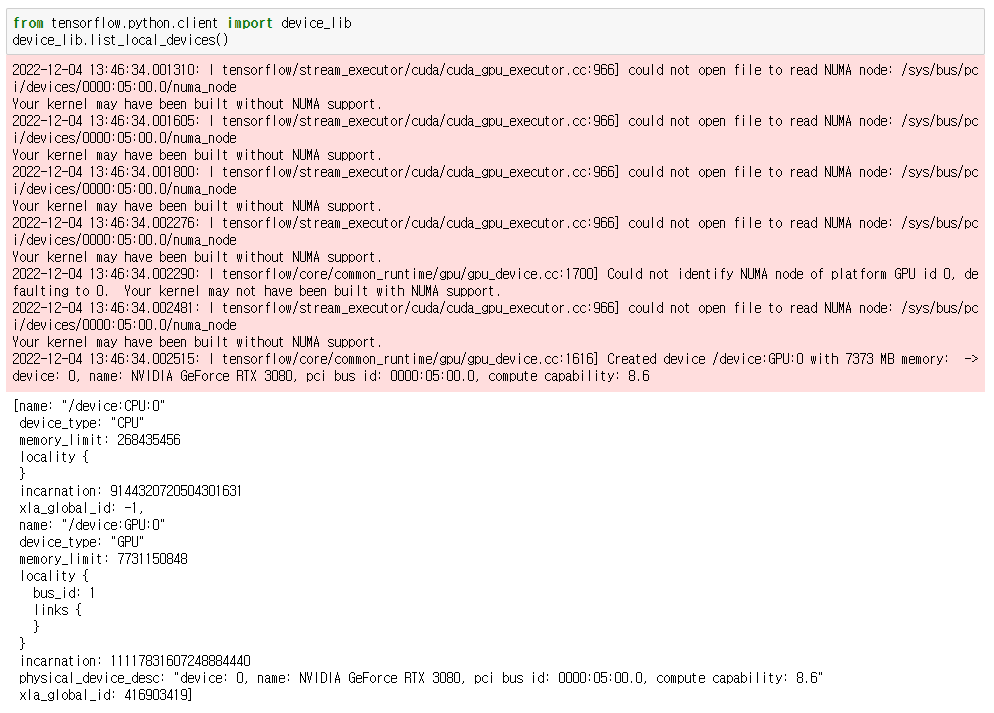 from tensorflow.python.client import device_lib
device_lib.list_local_devices()
2022-12-04 13:46:34.001310: I tensorflow/stream_executor/cuda/cuda_gpu_executor.cc:966] could not open file to read NUMA node: /sys/bus/pc
i/devices/0000:05:00.0/numa_node
Your kernel may have been built without NUMA support.
2022-12-04 13:46:34.001605: I tensorflow/stream_executor/cuda/cuda_gpu_executor.cc:966] could not open file to read NUMA node: /sys/bus/pc
i/devices/0000:05:00.0/numa_node
Your kernel may have been built without NUMA support.
2022-12-04 13:46:34.001800: I tensorflow/stream_executor/cuda/cuda_gpu_executor.cc:966] could not open file to read NUMA node: /sys/bus/pc
i/devices/0000:05:00.0/numa_node
Your kernel may have been built without NUMA support.
2022-12-04 13:46:34.002276: I tensorflow/stream_executor/cuda/cuda_gpu_executor.cc:966] could not open file to read NUMA node: /sys/bus/pc
i/devices/0000:05:00.0/numa_node
Your kernel may have been built without NUMA support.
2022-12-04 13:46:34.002290: I tensorflow/core/common_runtime/gpu/gpu_device.cc:1700] Could not identify NUMA node of platform GPU id 0, de
faulting to 0.  Your kernel may not have been built with NUMA support.
2022-12-04 13:46:34.002481: I tensorflow/stream_executor/cuda/cuda_gpu_executor.cc:966] could not open file to read NUMA node: /sys/bus/pc
i/devices/0000:05:00.0/numa_node
Your kernel may have been built without NUMA support.
2022-12-04 13:46:34.002515: I tensorflow/core/common_runtime/gpu/gpu_device.cc:1616] Created device /device:GPU:0 with 7373 MB memory:  ->
device: 0, name: NVIDIA GeForce RTX 3080, pci bus id: 0000:05:00.0, compute capability: 8.6
[name: "/device:CPU:0"
 device_type: "CPU"
 memory_limit: 268435456
 locality {
 }
 incarnation: 9144320720504301631
 xla_global_id: -1,
 name: "/device:GPU:0"
 device_type: "GPU"
 memory_limit: 7731150848
 locality {
   bus_id: 1
   links {
   }
 }
 incarnation: 11117831607248884440
 physical_device_desc: "device: 0, name: NVIDIA GeForce RTX 3080, pci bus id: 0000:05:00.0, compute capability: 8.6"
 xla_global_id: 416903419]